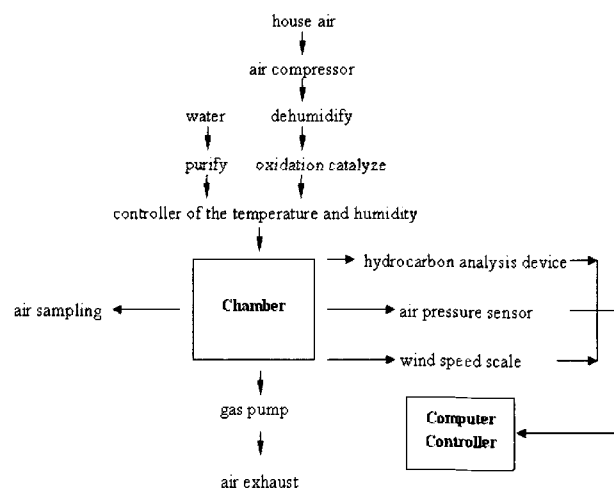 house air
air compressor
water
dehumidify
purify
oxidation catalyze
controller of the temperature and humidity
hydrocarbon analysis device
Chamber
air sampling
air pressure sensor
wind speed scale
gas pump
Computer
Controller
air exhaust